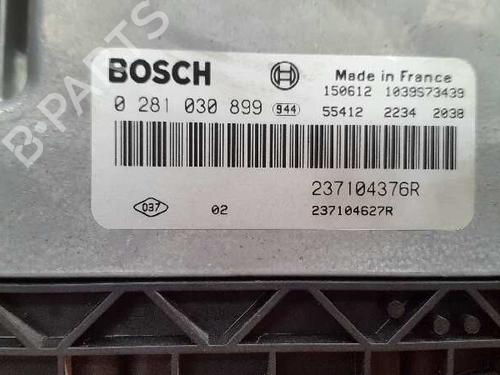 B-PARTS
BOSCH
Made in France
150612 1039S73439
0 281 030 899 944 55412 2234 2038
237104376R
037 02 237104627R